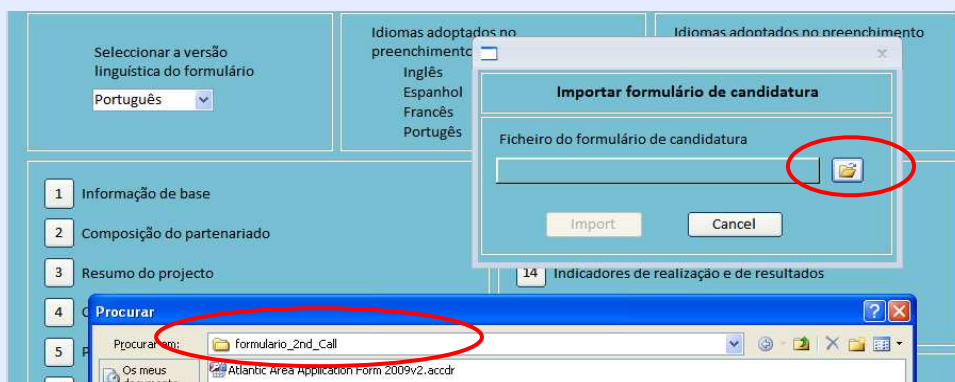 Seleccionar a versão
linguística do formulário
Português
Idiomas adoptados no
preenchimento
Inglês
Espanhol
Francês
Portugês
Idiomas adoptados no preenchimento
Importar formulário de candidatura
Ficheiro do formulário de candidatura
Import
Cancel
1 Informação de base
2 Composição do partenariado
3 Resumo do projecto
14 Indicadores de realização e de resultados
4
5 P
Procurar
Procurar em:
formulario_2nd_Call
Os meus
Atlantic Area Application Form 2009v2.accdr